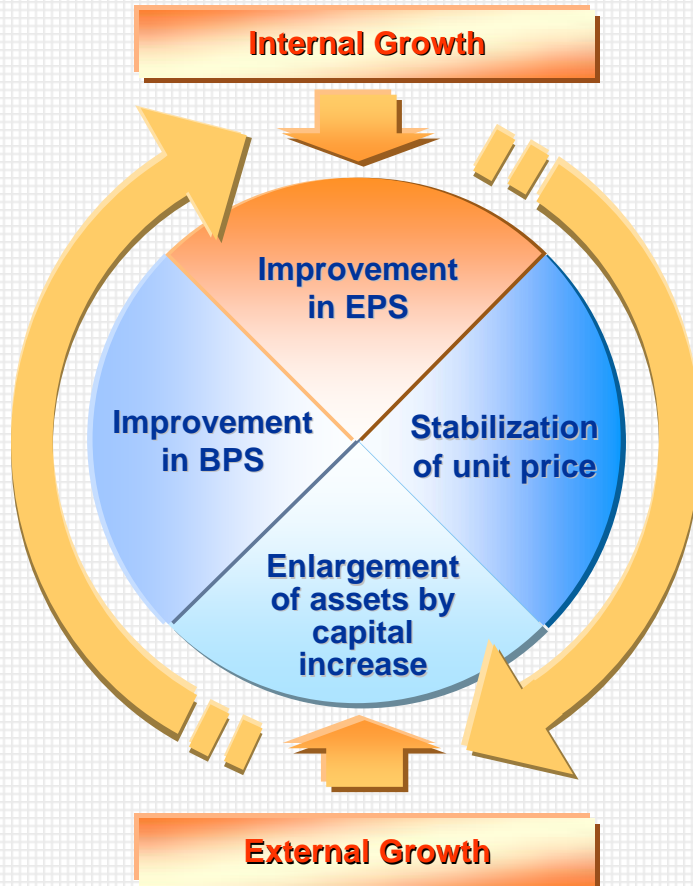 Internal Growth
Improvement
in EPS
Improvement
in BPS
Stabilization
of unit price
Enlargement
of assets by
capital
increase
External Growth